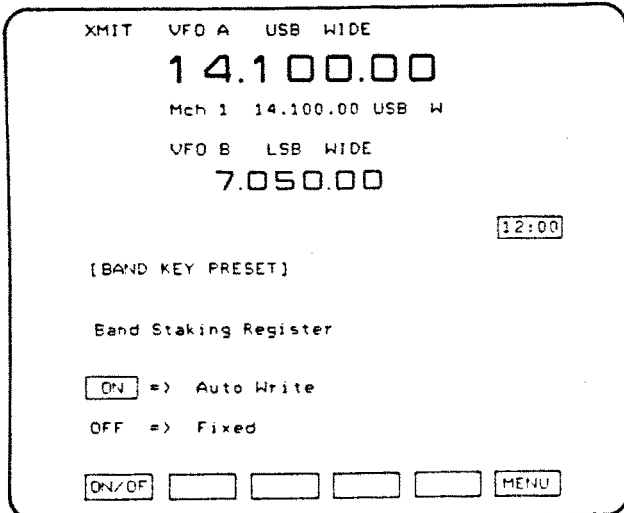 XMIT VFO A USB WIDE
14.100.00
Mch 1 14.100.00 USB W
VFO B LSB WIDE
7.050.00
12:00
[BAND KEY PRESET]
Band Staking Register
ON => Auto Write
OFF => Fixed
ON/OF MENU